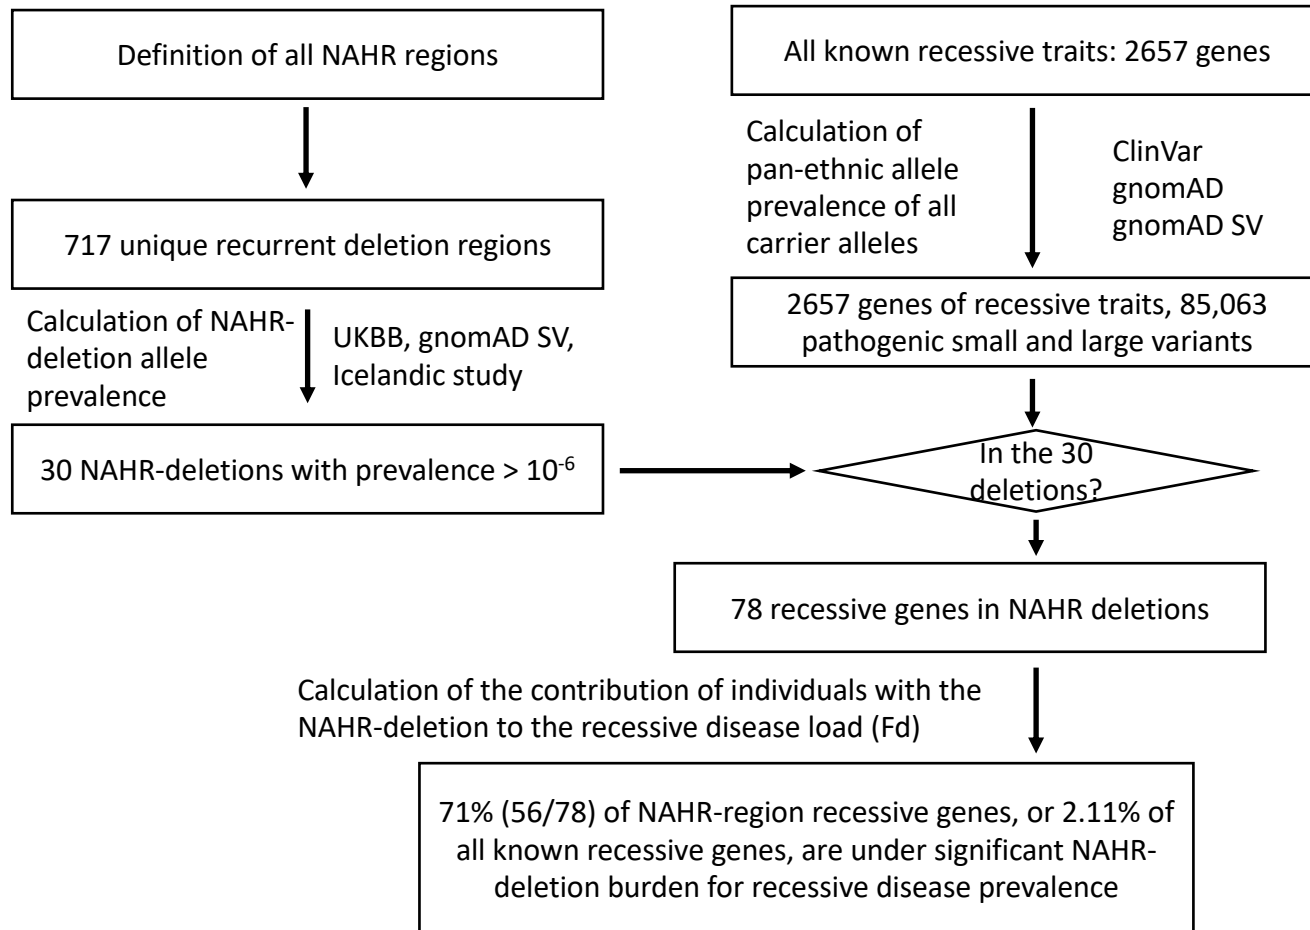 Definition of all NAHR regions
717 unique recurrent deletion regions
Calculation of NAHR-
deletion allele
prevalence
UKBB, gnomAD SV,
Icelandic study
30 NAHR-deletions with prevalence > 10⁻⁶
All known recessive traits: 2657 genes
Calculation of
pan-ethnic allele
prevalence of all
carrier alleles
ClinVar
gnomAD
gnomAD SV
2657 genes of recessive traits, 85,063
pathogenic small and large variants
In the 30
deletions?
78 recessive genes in NAHR deletions
Calculation of the contribution of individuals with the
NAHR-deletion to the recessive disease load (Fd)
71% (56/78) of NAHR-region recessive genes, or 2.11% of
all known recessive genes, are under significant NAHR-
deletion burden for recessive disease prevalence